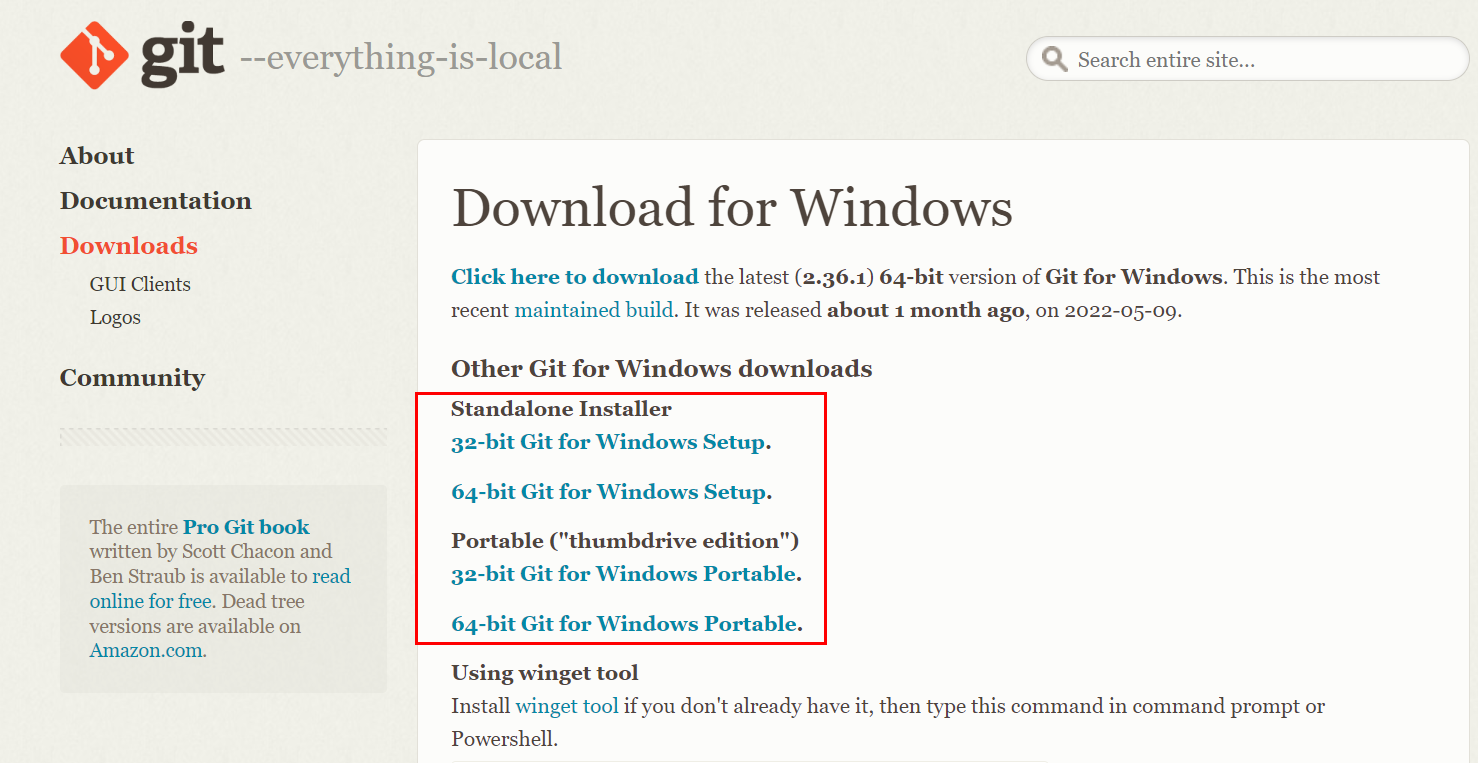 git --everything-is-local
Search entire site...
About
Documentation
Downloads
GUI Clients
Logos
Community
The entire Pro Git book
written by Scott Chacon and
Ben Straub is available to read
online for free. Dead tree
versions are available on
Amazon.com.
Download for Windows
Click here to download the latest (2.36.1) 64-bit version of Git for Windows. This is the most
recent maintained build. It was released about 1 month ago, on 2022-05-09.
Other Git for Windows downloads
Standalone Installer
32-bit Git for Windows Setup.
64-bit Git for Windows Setup.
Portable ("thumbdrive edition")
32-bit Git for Windows Portable.
64-bit Git for Windows Portable.
Using winget tool
Install winget tool if you don't already have it, then type this command in command prompt or
Powershell.